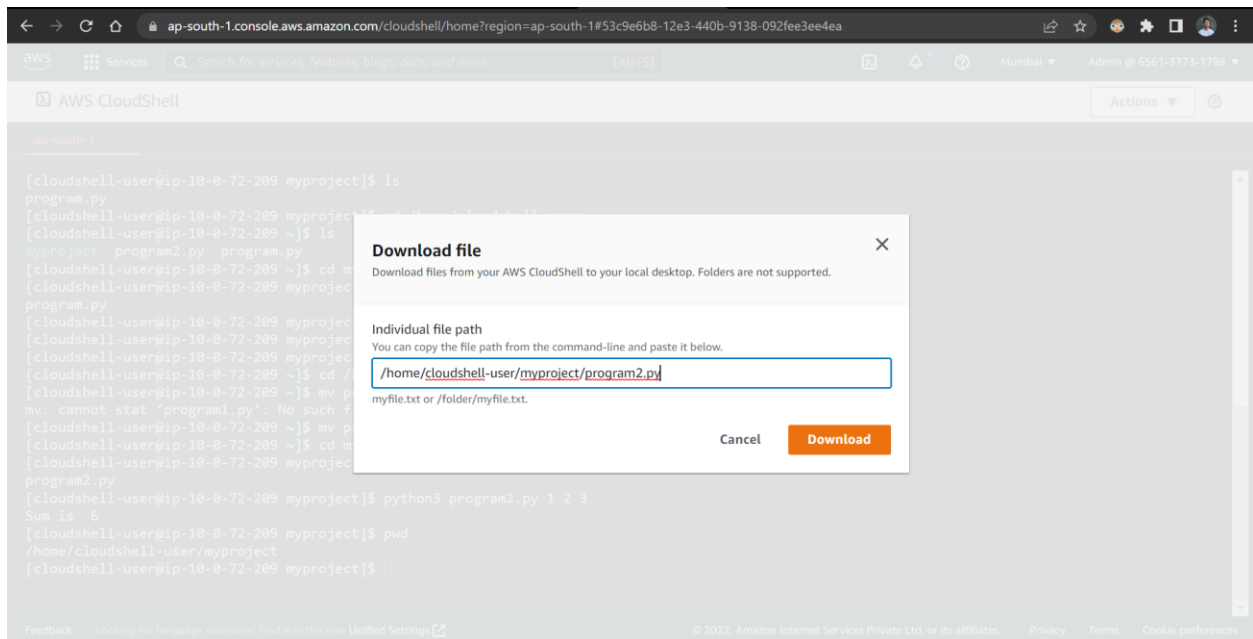 ap-south-1.console.aws.amazon.com/cloudshell/home?region=ap-south-1#53c9e6b8-12e3-440b-9138-092fee3ee4ea
aws Services Search for services, features, blogs, docs, and more [Alt+S] Mumbai ▼ Admin @ 6561-3773-1798 ▼
AWS CloudShell Actions ▼
ap-south-1
[cloudshell-user@ip-10-0-72-209 myproject]$ ls
program.py
[cloudshell-user@ip-10-0-72-209 myproject
[cloudshell-user@ip-10-0-72-209 ~]$ ls
myproject program2.py program.py
[cloudshell-user@ip-10-0-72-209 ~]$ cd m
[cloudshell-user@ip-10-0-72-209 myproject
program.py
[cloudshell-user@ip-10-0-72-209 myprojec
[cloudshell-user@ip-10-0-72-209 myprojec
[cloudshell-user@ip-10-0-72-209 myprojec
[cloudshell-user@ip-10-0-72-209 ~]$ cd /
[cloudshell-user@ip-10-0-72-209 ~]$ mv p
mv: cannot stat ‘program1.py’: No such f
[cloudshell-user@ip-10-0-72-209 ~]$ mv p
[cloudshell-user@ip-10-0-72-209 ~]$ cd m
[cloudshell-user@ip-10-0-72-209 myprojec
program2.py
[cloudshell-user@ip-10-0-72-209 myproject]$ python3 program2.py 1 2 3
Sum is 6
[cloudshell-user@ip-10-0-72-209 myproject]$ pwd
/home/cloudshell-user/myproject
[cloudshell-user@ip-10-0-72-209 myproject]$
Download file
Download files from your AWS CloudShell to your local desktop. Folders are not supported.
Individual file path
You can copy the file path from the command-line and paste it below.
/home/cloudshell-user/myproject/program2.py
myfile.txt or /folder/myfile.txt.
Cancel Download
Feedback Looking for language selection? Find it in the new Unified Settings © 2022, Amazon Internet Services Private Ltd. or its affiliates. Privacy Terms Cookie preferences